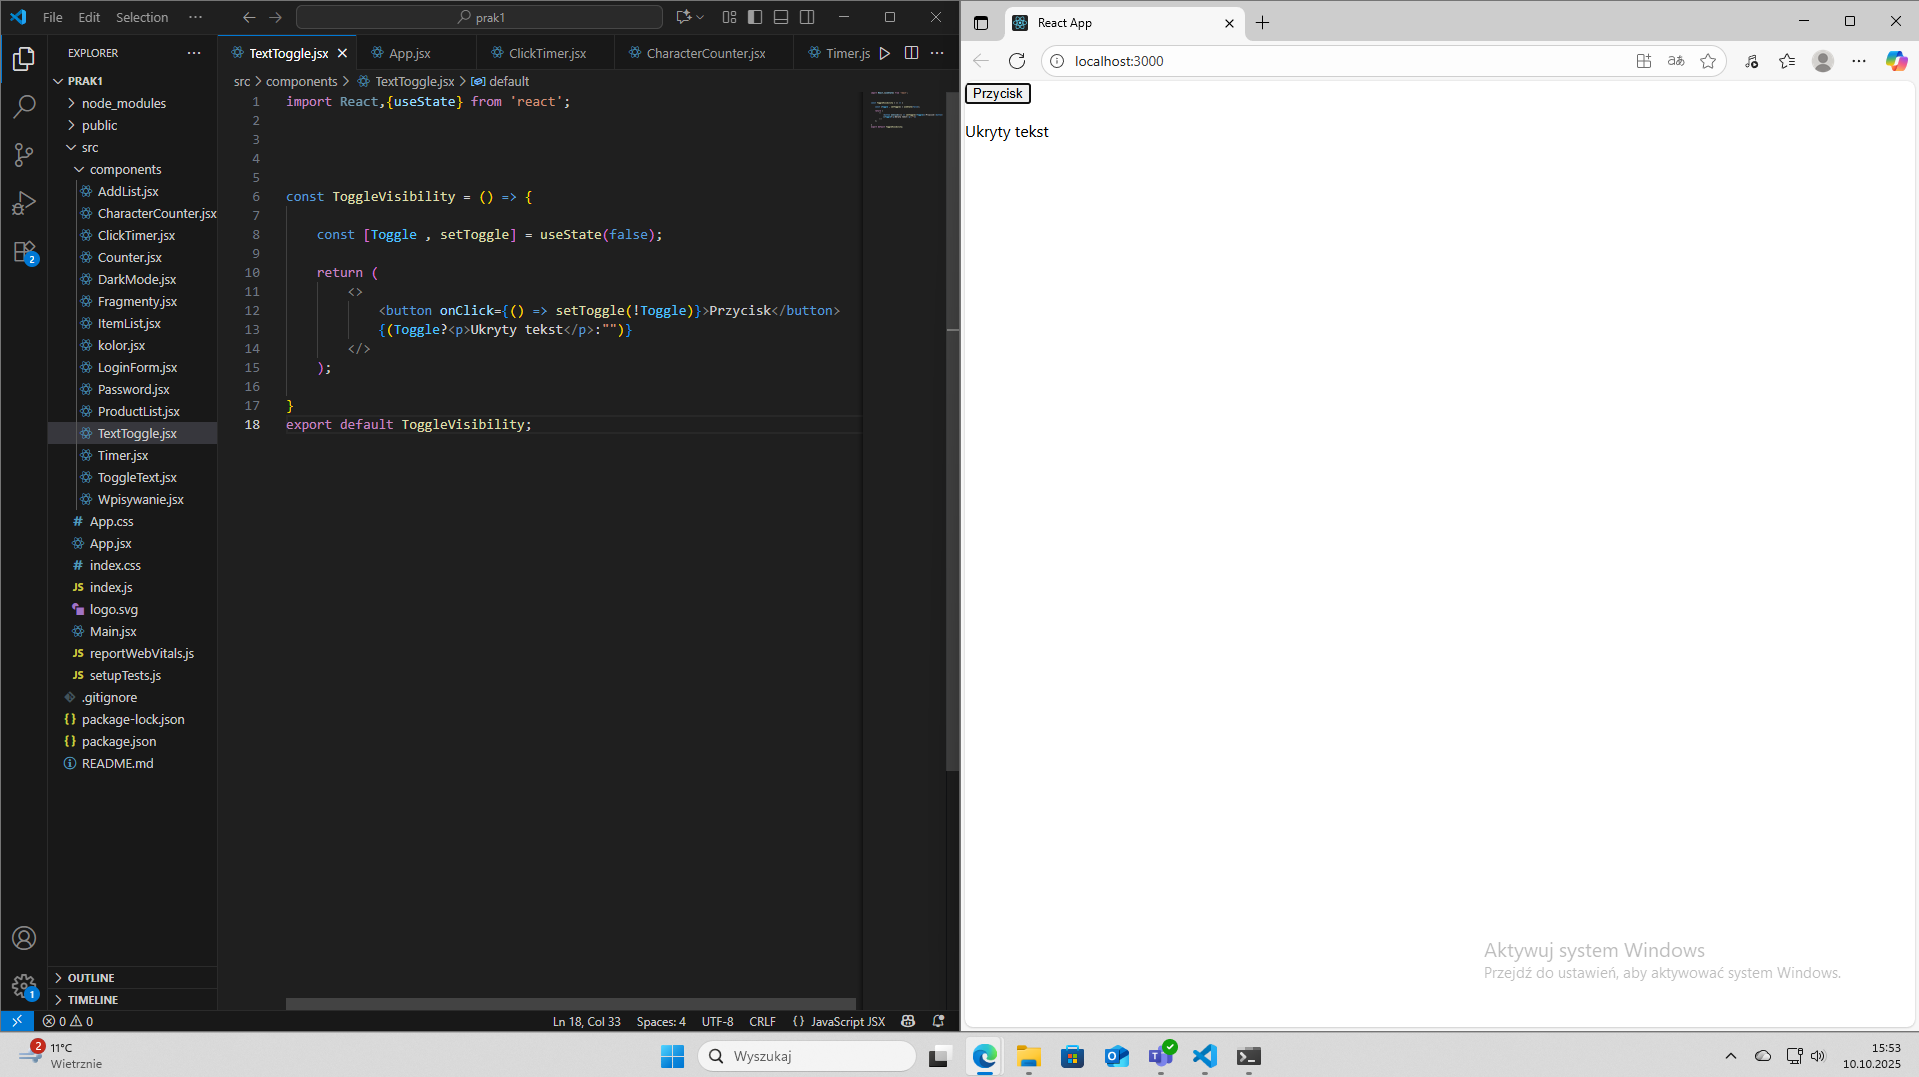 File Edit Selection ···
prak1
EXPLORER ···
PRAK1
node_modules
public
src
components
AddList.jsx
CharacterCounter.jsx
ClickTimer.jsx
Counter.jsx
DarkMode.jsx
Fragmenty.jsx
ItemList.jsx
kolor.jsx
LoginForm.jsx
Password.jsx
ProductList.jsx
TextToggle.jsx
Timer.jsx
ToggleText.jsx
Wpisywanie.jsx
# App.css
App.jsx
# index.css
JS index.js
logo.svg
Main.jsx
JS reportWebVitals.js
JS setupTests.js
.gitignore
{} package-lock.json
{} package.json
README.md
OUTLINE
TIMELINE
2
1
TextToggle.jsx App.jsx ClickTimer.jsx CharacterCounter.jsx Timer.js
src > components > TextToggle.jsx > default
1 import React,{useState} from 'react';
2
3
4
5
6 const ToggleVisibility = () => {
7
8 const [Toggle , setToggle] = useState(false);
9
10 return (
11 <>
12 <button onClick={() => setToggle(!Toggle)}>Przycisk</button>
13 {(Toggle?<p>Ukryty tekst</p>:"")}
14 </>
15 );
16
17 }
18 export default ToggleVisibility;
0 0 Ln 18, Col 33 Spaces: 4 UTF-8 CRLF {} JavaScript JSX
React App
localhost:3000
Przycisk
Ukryty tekst
Aktywuj system Windows
Przejdź do ustawień, aby aktywować system Windows.
2 11°C
Wietrznie
Wyszukaj
15:53
10.10.2025